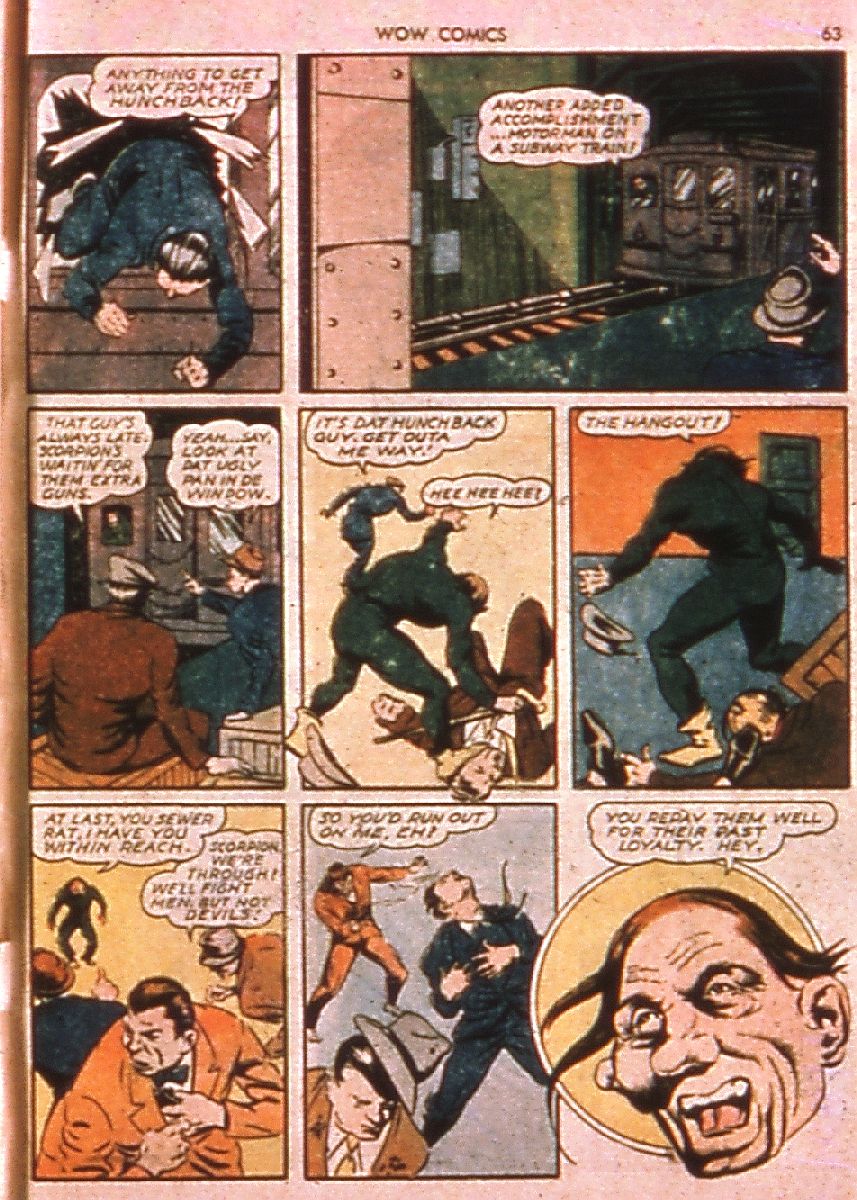 WOW COMICS
63
ANYTHING TO GET
AWAY FROM THE
HUNCHBACK!
ANOTHER ADDED
ACCOMPLISHMENT
...MOTORMAN ON
A SUBWAY TRAIN!
THAT GUY'S
ALWAYS LATE.
SCORPION'S
WAITIN' FOR
THEM EXTRA
GUNS.
YEAH...SAY,
LOOK AT
DAT UGLY
PAN IN DE
WINDOW.
IT'S DAT HUNCHBACK
GUY. GET OUTA
ME WAY!
HEE HEE HEE!
THE HANGOUT!
AT LAST, YOU SEWER
RAT, I HAVE YOU
WITHIN REACH.
SCORPION,
WE'RE
THROUGH!
WE'LL FIGHT
MEN, BUT NOT
DEVILS!
SO YOU'D RUN OUT
ON ME, EH!
YOU REPAY THEM WELL
FOR THEIR PAST
LOYALTY. HEY.